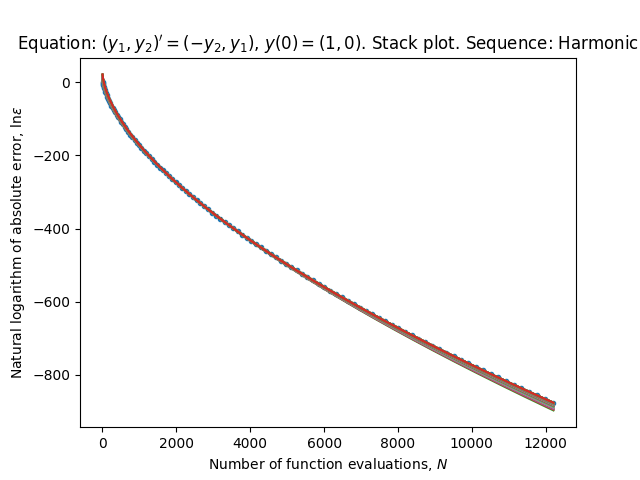 Equation: (y₁, y₂)′ = (−y₂, y₁), y(0) = (1, 0). Stack plot. Sequence: Harmonic
Natural logarithm of absolute error, lnε
0
−200
−400
−600
−800
0 2000 4000 6000 8000 10000 12000
Number of function evaluations, N